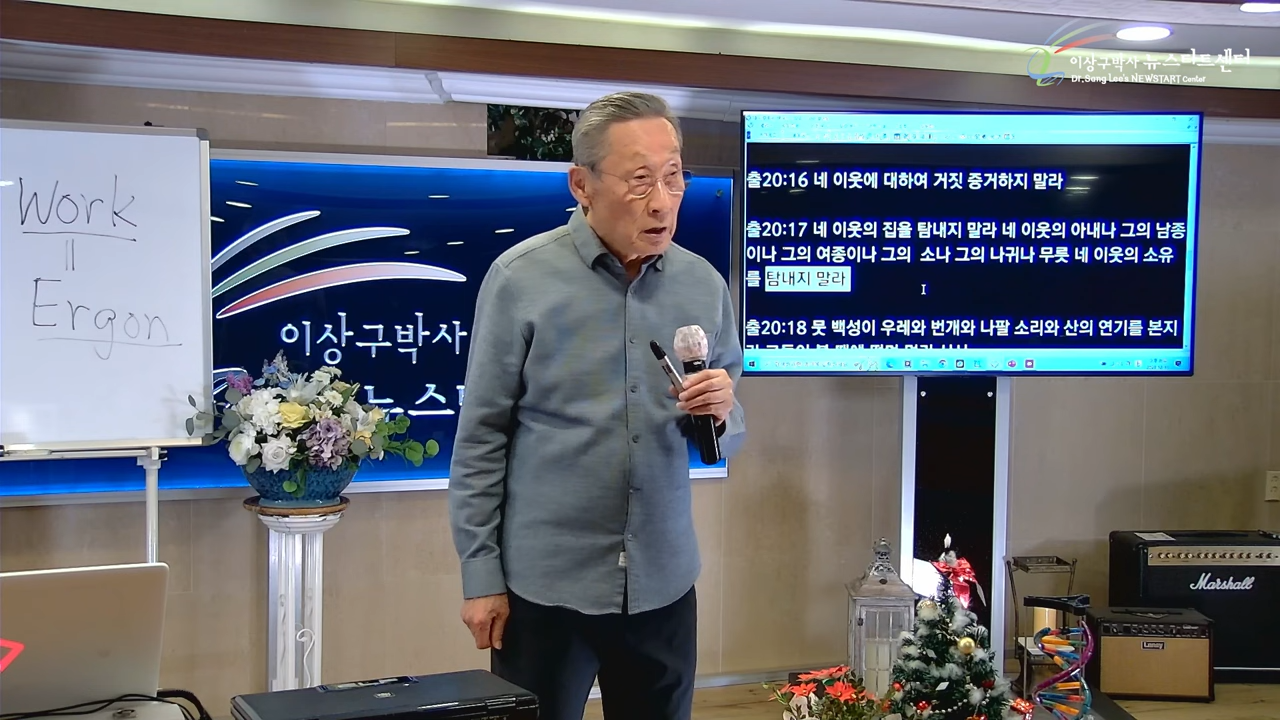 이상구박사 뉴스타트센터
Dr. Sang Lee's NEWSTART Center
Work
=
Ergon
이상구박사
뉴스
출20:16 네 이웃에 대하여 거짓 증거하지 말라
출20:17 네 이웃의 집을 탐내지 말라 네 이웃의 아내나 그의 남종
이나 그의 여종이나 그의 소나 그의 나귀나 무릇 네 이웃의 소유
를 탐내지 말라
출20:18 뭇 백성이 우레와 번개와 나팔 소리와 산의 연기를 본지
Marshall
Laney